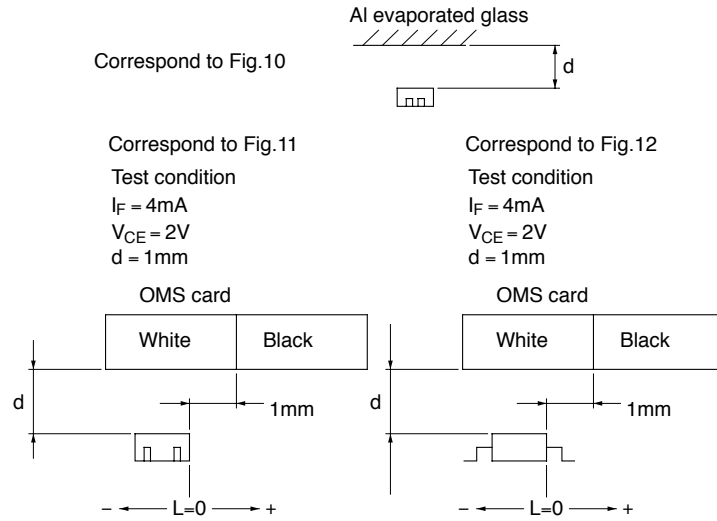 Al evaporated glass
Correspond to Fig.10
d
Correspond to Fig.11
Test condition
IF = 4mA
VCE = 2V
d = 1mm
OMS card
White
Black
d
1mm
− L=0 +
Correspond to Fig.12
Test condition
IF = 4mA
VCE = 2V
d = 1mm
OMS card
White
Black
d
1mm
− L=0 +